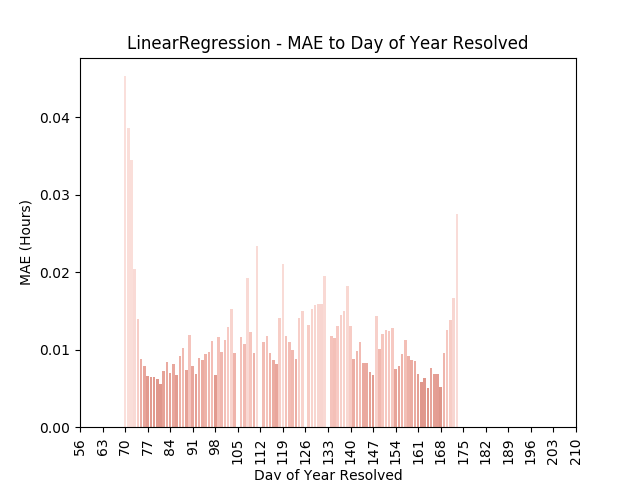 LinearRegression - MAE to Day of Year Resolved
MAE (Hours)
0.04
0.03
0.02
0.01
0.00
56 63 70 77 84 91 98 105 112 119 126 133 140 147 154 161 168 175 182 189 196 203 210
Day of Year Resolved